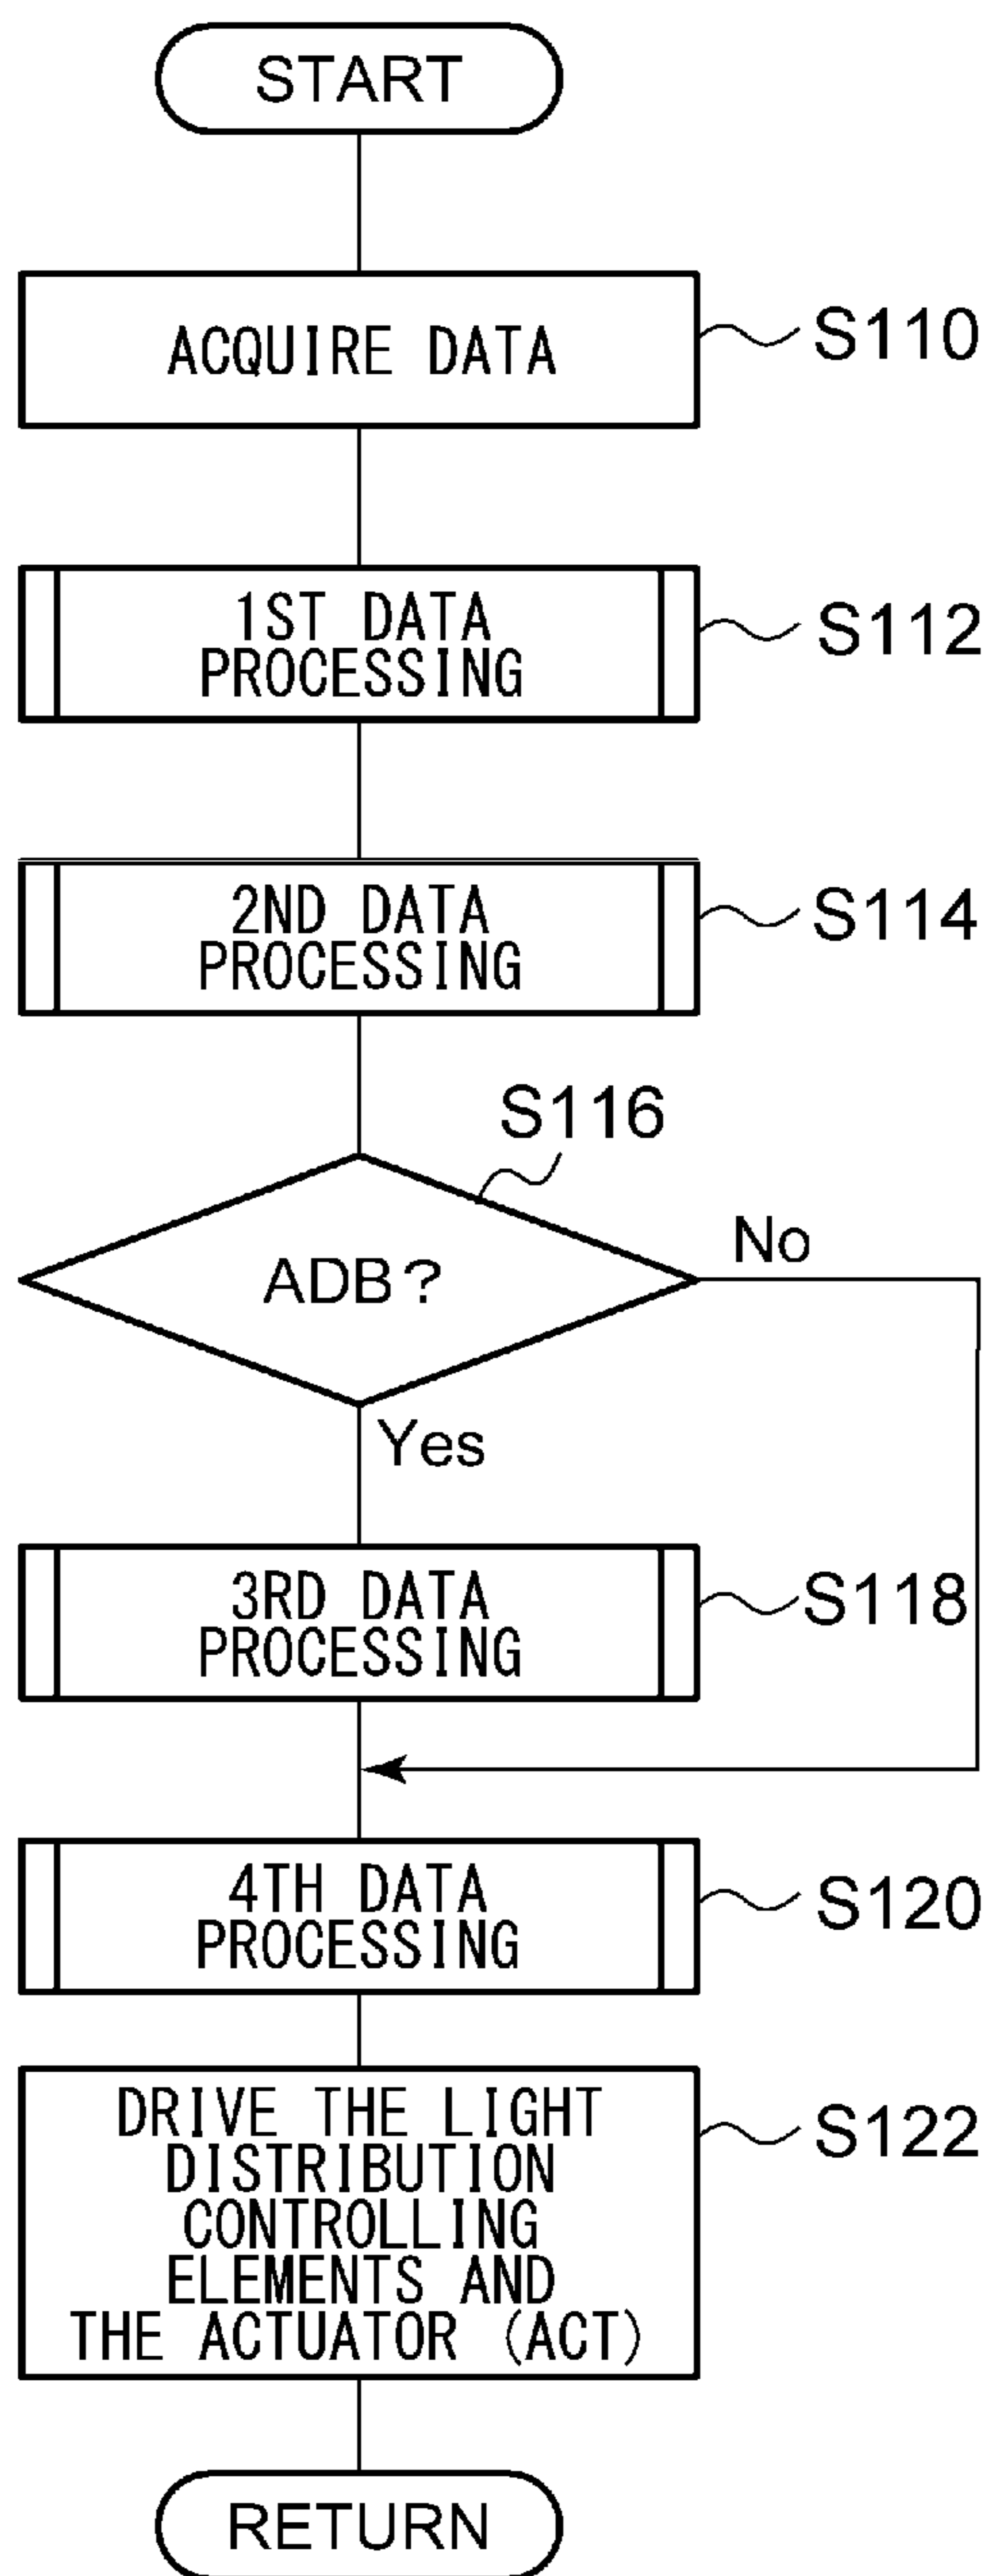 START
ACQUIRE DATA
S110
1ST DATA
PROCESSING
S112
2ND DATA
PROCESSING
S114
S116
ADB?
No
Yes
3RD DATA
PROCESSING
S118
4TH DATA
PROCESSING
S120
DRIVE THE LIGHT
DISTRIBUTION
CONTROLLING
ELEMENTS AND
THE ACTUATOR (ACT)
S122
RETURN